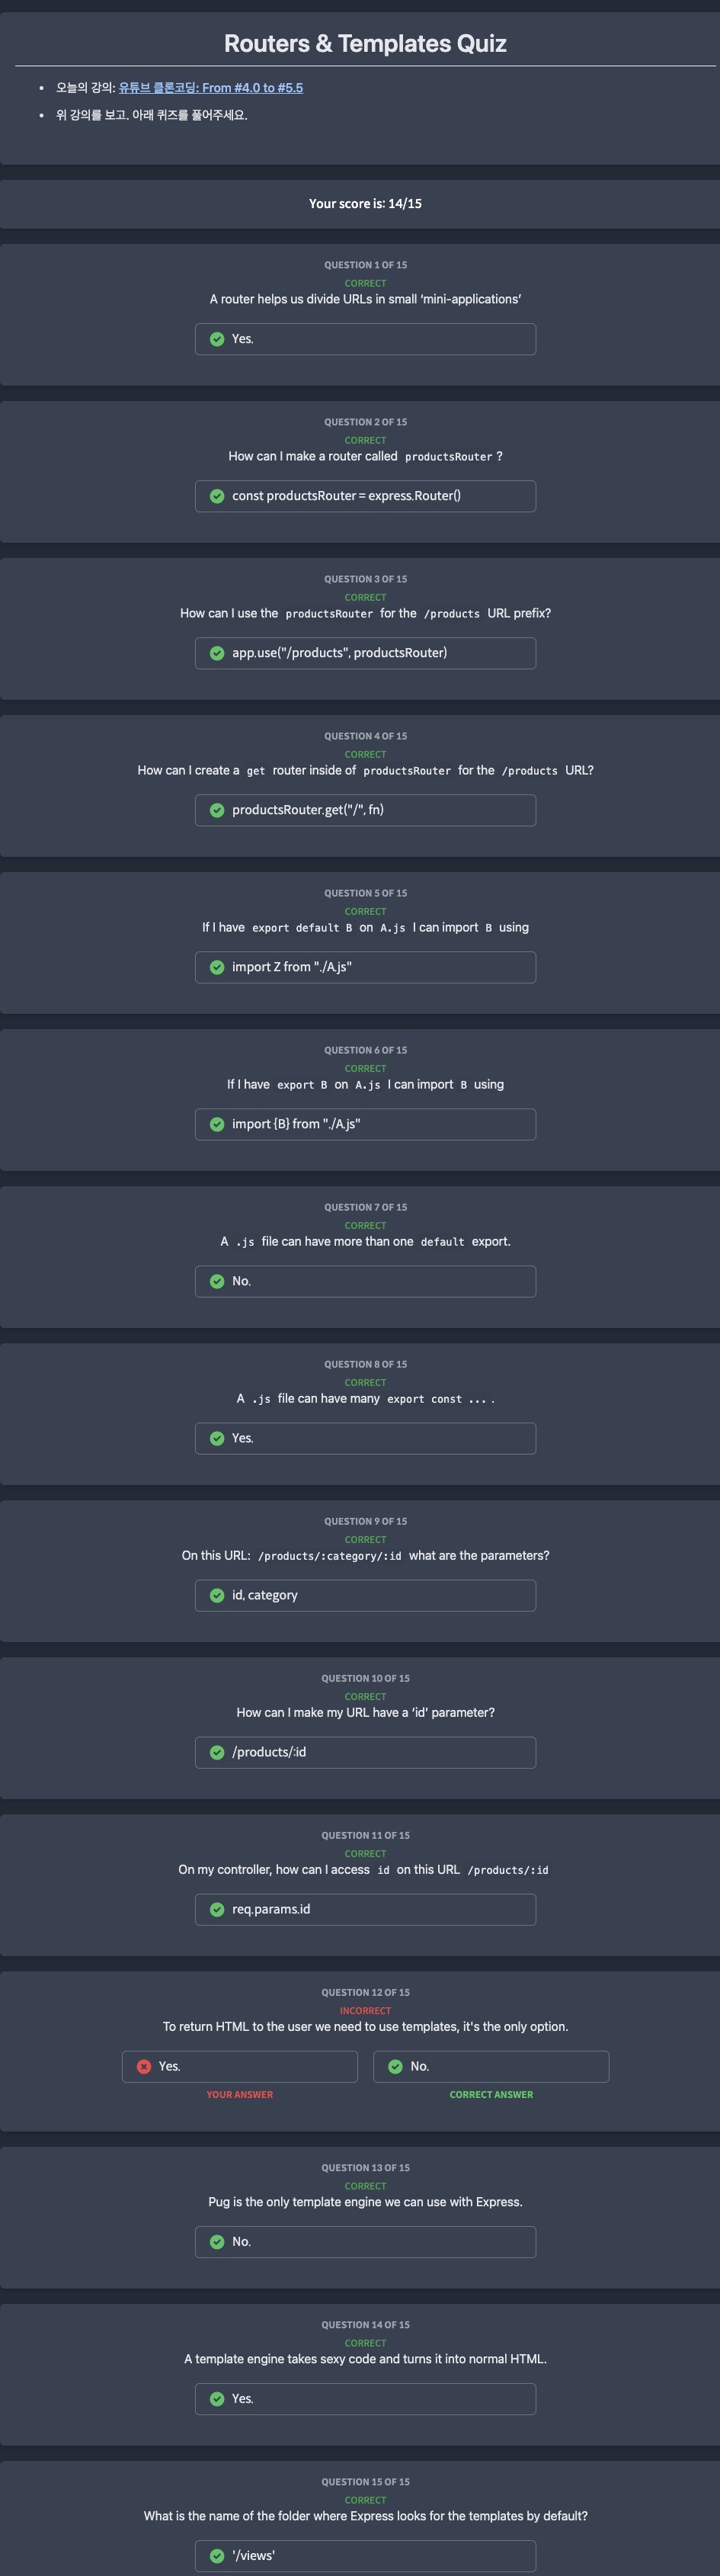 Routers & Templates Quiz
오늘의 강의: 유튜브 클론코딩: From #4.0 to #5.5
위 강의를 보고, 아래 퀴즈를 풀어주세요.
Your score is: 14/15
QUESTION 1 OF 15
CORRECT
A router helps us divide URLs in small ‘mini-applications’
Yes.
QUESTION 2 OF 15
CORRECT
How can I make a router called productsRouter ?
const productsRouter = express.Router()
QUESTION 3 OF 15
CORRECT
How can I use the productsRouter for the /products URL prefix?
app.use("/products", productsRouter)
QUESTION 4 OF 15
CORRECT
How can I create a get router inside of productsRouter for the /products URL?
productsRouter.get("/", fn)
QUESTION 5 OF 15
CORRECT
If I have export default B on A.js I can import B using
import Z from "./A.js"
QUESTION 6 OF 15
CORRECT
If I have export B on A.js I can import B using
import {B} from "./A.js"
QUESTION 7 OF 15
CORRECT
A .js file can have more than one default export.
No.
QUESTION 8 OF 15
CORRECT
A .js file can have many export const ... .
Yes.
QUESTION 9 OF 15
CORRECT
On this URL: /products/:category/:id what are the parameters?
id, category
QUESTION 10 OF 15
CORRECT
How can I make my URL have a ‘id’ parameter?
/products/:id
QUESTION 11 OF 15
CORRECT
On my controller, how can I access id on this URL /products/:id
req.params.id
QUESTION 12 OF 15
INCORRECT
To return HTML to the user we need to use templates, it's the only option.
Yes. No.
YOUR ANSWER CORRECT ANSWER
QUESTION 13 OF 15
CORRECT
Pug is the only template engine we can use with Express.
No.
QUESTION 14 OF 15
CORRECT
A template engine takes sexy code and turns it into normal HTML.
Yes.
QUESTION 15 OF 15
CORRECT
What is the name of the folder where Express looks for the templates by default?
'/views'